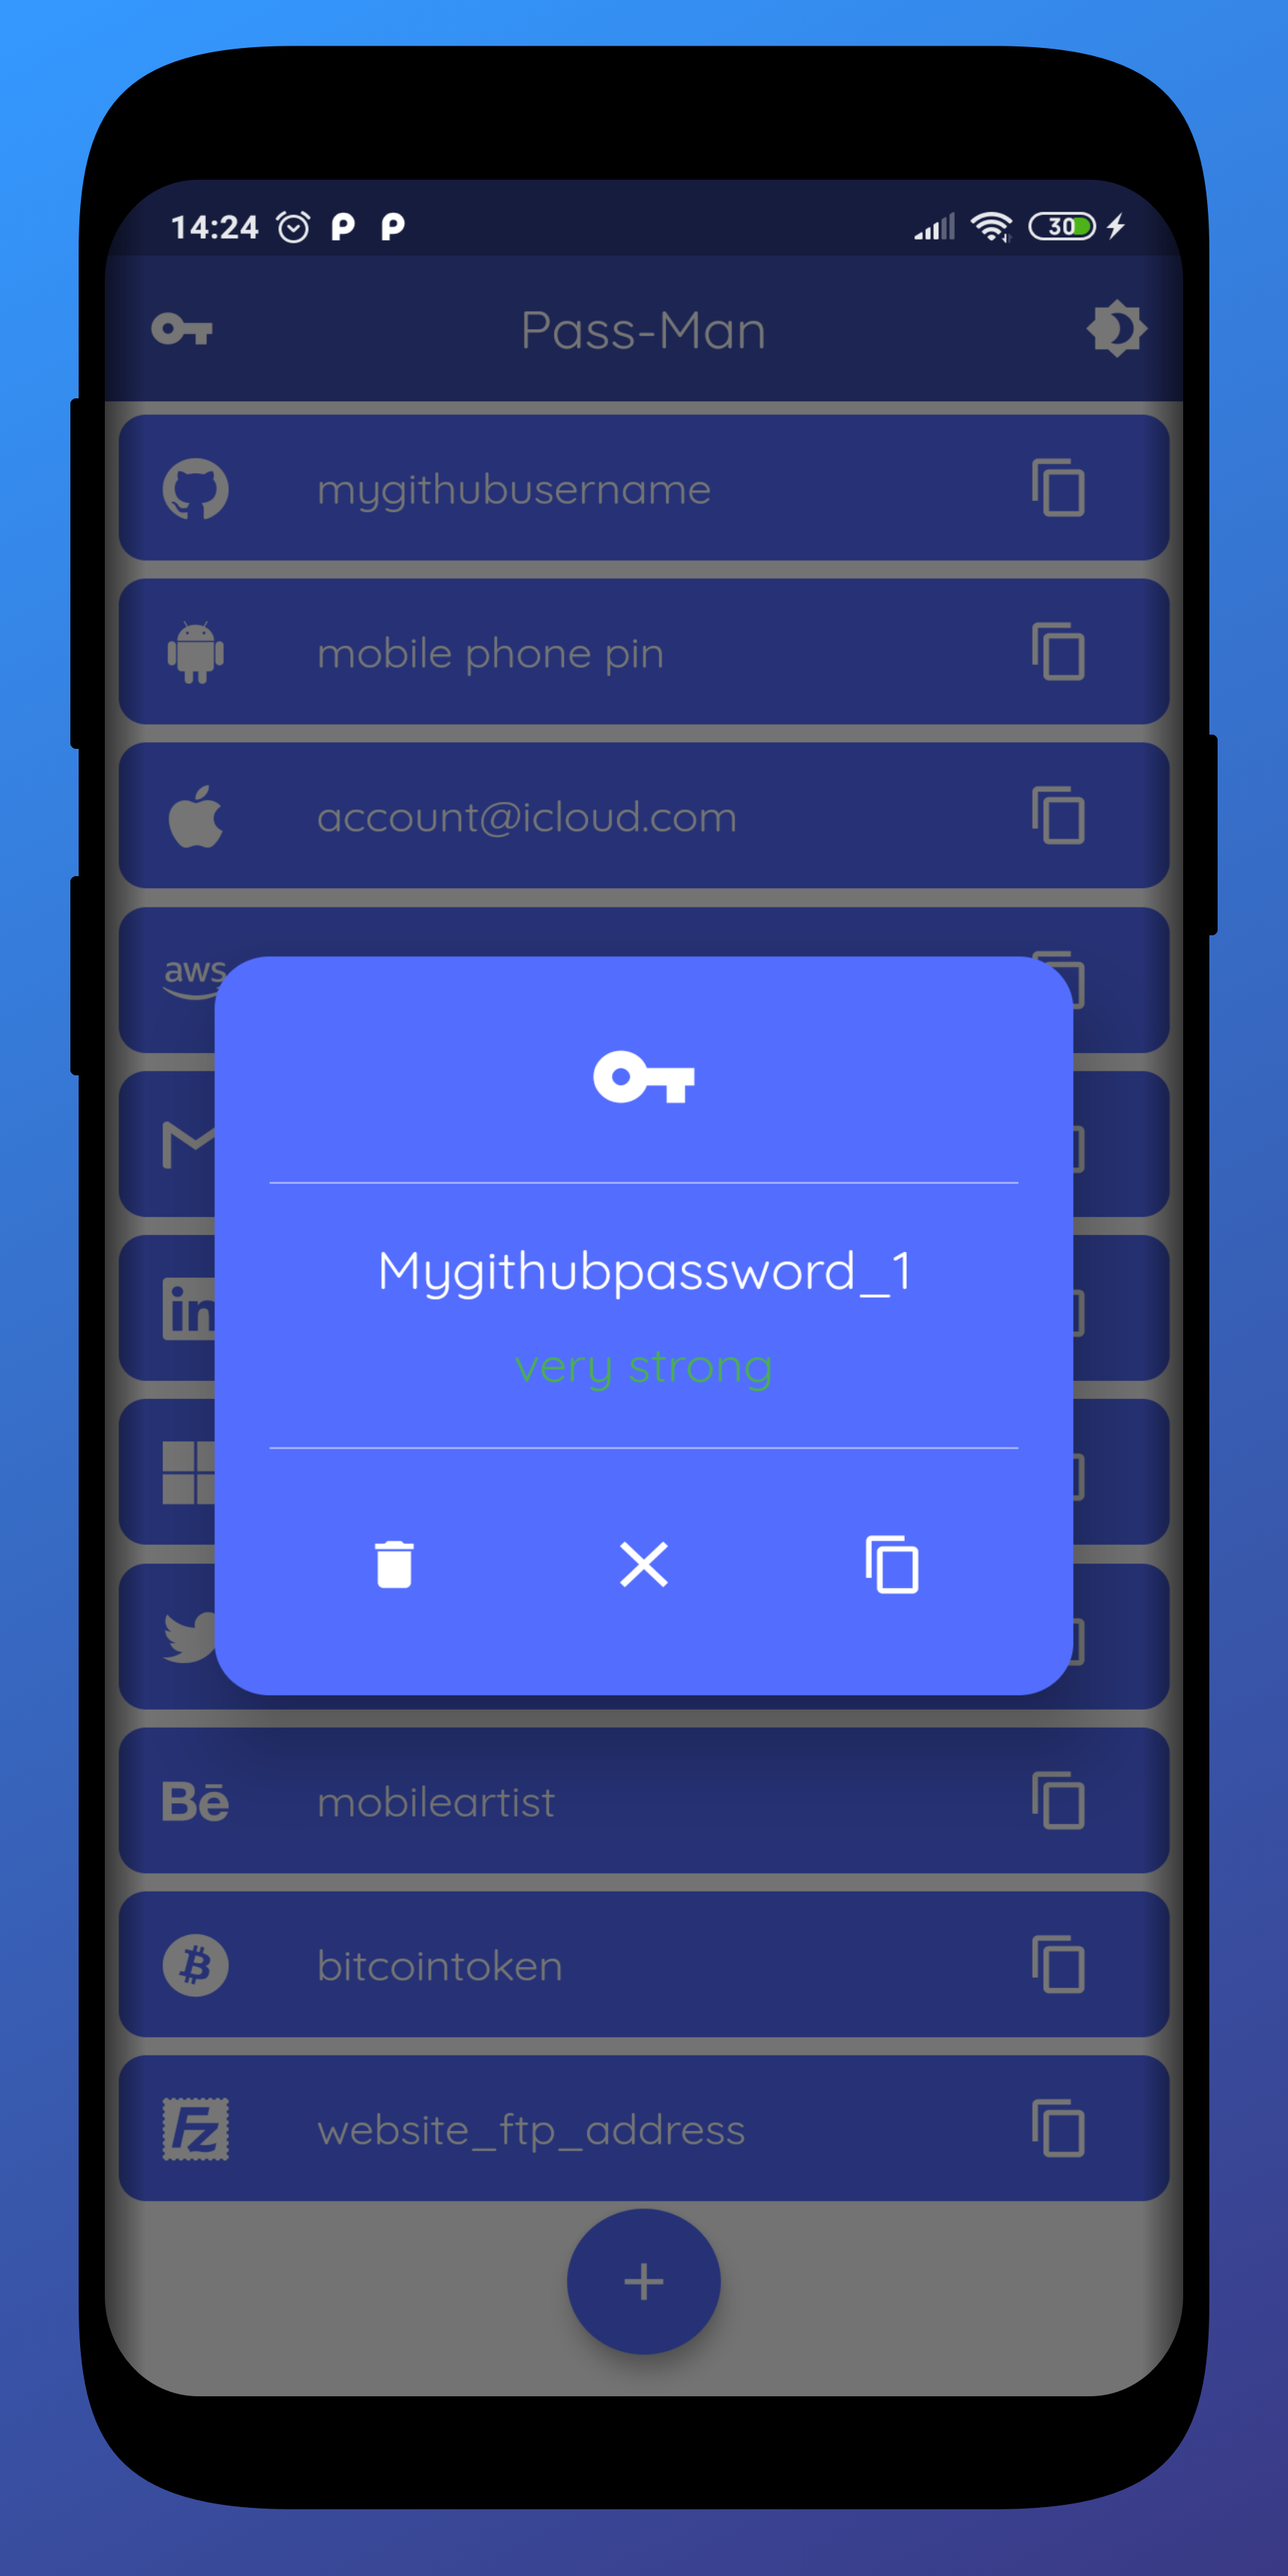 14:24
30
Pass-Man
mygithubusername
mobile phone pin
account@icloud.com
aws
in
Mygithubpassword_1
very strong
Bē
mobileartist
bitcointoken
Fz
website_ftp_address